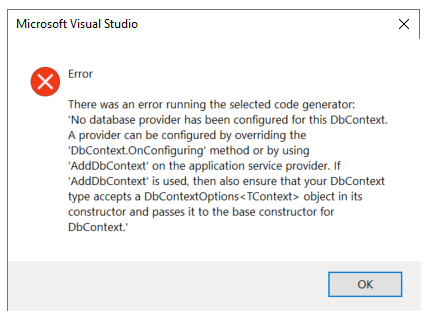 Microsoft Visual Studio
Error
There was an error running the selected code generator:
'No database provider has been configured for this DbContext.
A provider can be configured by overriding the
'DbContext.OnConfiguring' method or by using
'AddDbContext' on the application service provider. If
'AddDbContext' is used, then also ensure that your DbContext
type accepts a DbContextOptions<TContext> object in its
constructor and passes it to the base constructor for
DbContext.'
OK